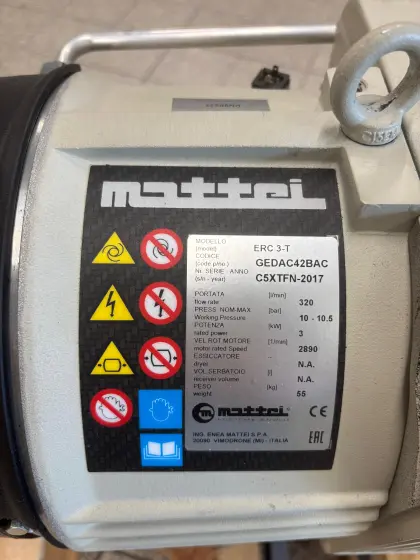 C15E
mattei
MODELLO
(model) ERC 3-T
CODICE
(code p/no.) GEDAC42BAC
Nr. SERIE - ANNO
(s/n - year) C5XTFN-2017
PORTATA [l/min]
flow rate 320
PRESS. NOM-MAX [bar]
Working Pressure 10 - 10.5
POTENZA [kW]
rated power 3
VEL ROT MOTORE [1/min]
motor rated Speed 2890
ESSICCATORE -
dryer N.A.
VOL.SERBATOIO [l]
receiver volume N.A.
PESO [kg]
weight 55
m mattei CE
ING. ENEA MATTEI S.P.A.
20090 VIMODRONE (MI) - ITALIA EAC